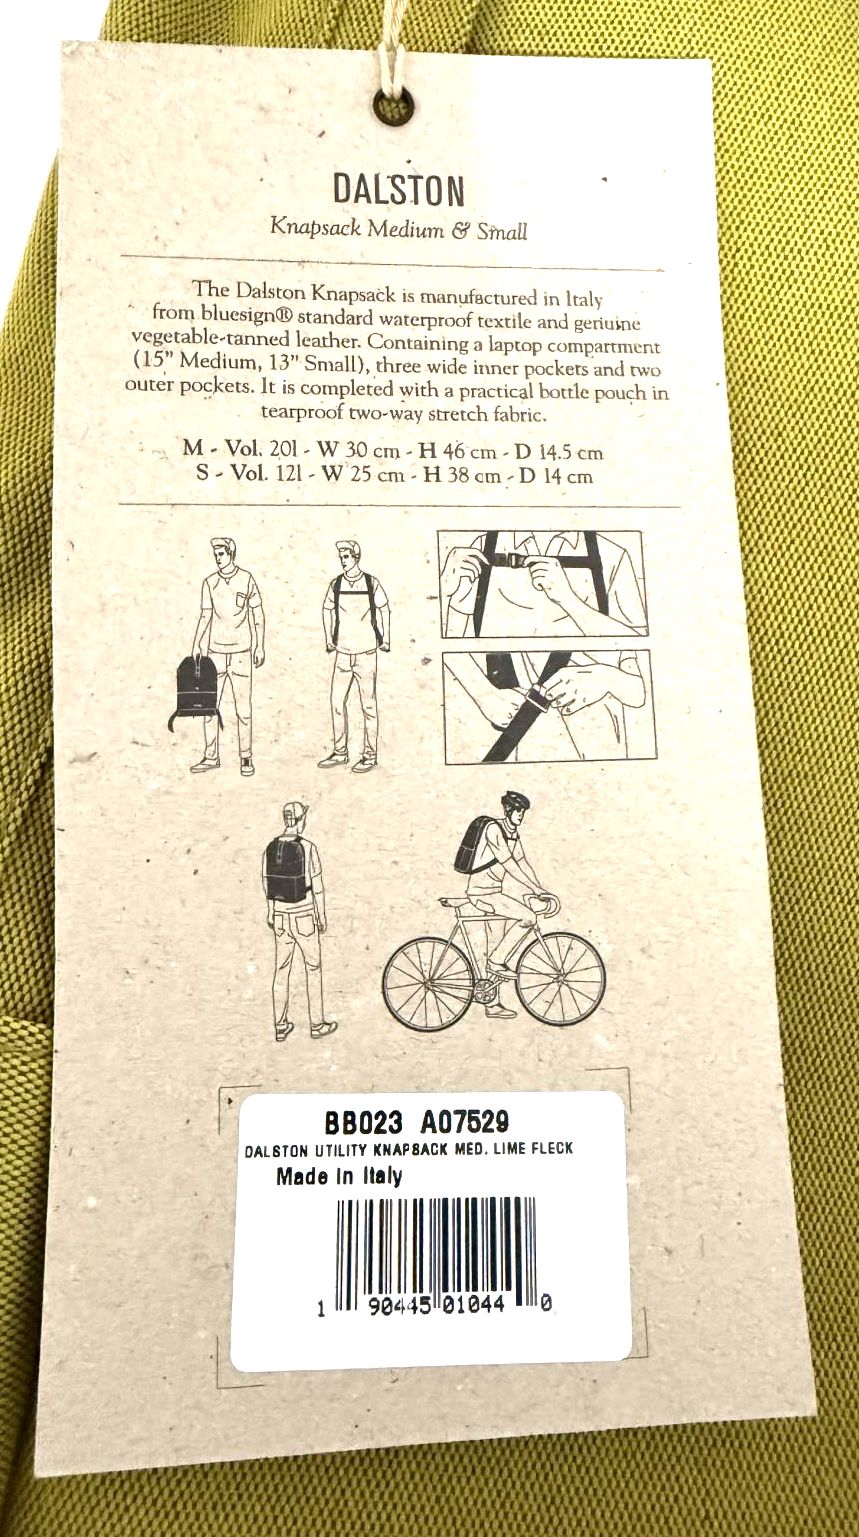 DALSTON
Knapsack Medium & Small
The Dalston Knapsack is manufactured in Italy
from bluesign® standard waterproof textile and genuine
vegetable-tanned leather. Containing a laptop compartment
(15” Medium, 13” Small), three wide inner pockets and two
outer pockets. It is completed with a practical bottle pouch in
tearproof two-way stretch fabric.
M - Vol. 20l - W 30 cm - H 46 cm - D 14.5 cm
S - Vol. 12l - W 25 cm - H 38 cm - D 14 cm
BB023 A07529
DALSTON UTILITY KNAPSACK MED. LIME FLECK
Made in Italy
1 90445 01044 0